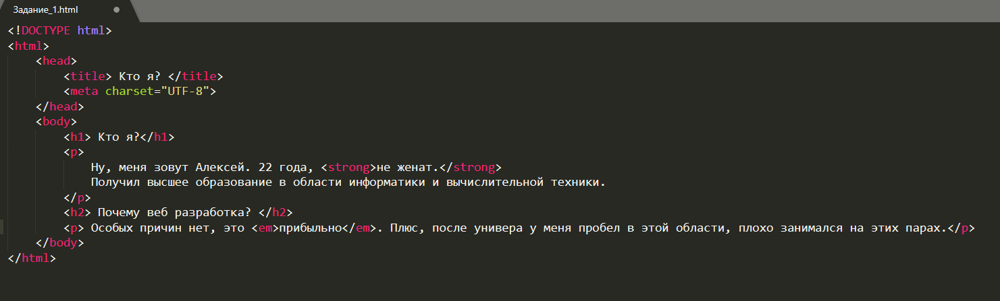 Задание_1.html
<!DOCTYPE html>
<html>
<head>
<title> Кто я? </title>
<meta charset="UTF-8">
</head>
<body>
<h1> Кто я?</h1>
<p>
Ну, меня зовут Алексей. 22 года, <strong>не женат.</strong>
Получил высшее образование в области информатики и вычислительной техники.
</p>
<h2> Почему веб разработка? </h2>
<p> Особых причин нет, это <em>прибыльно</em>. Плюс, после универа у меня пробел в этой области, плохо занимался на этих парах.</p>
</body>
</html>